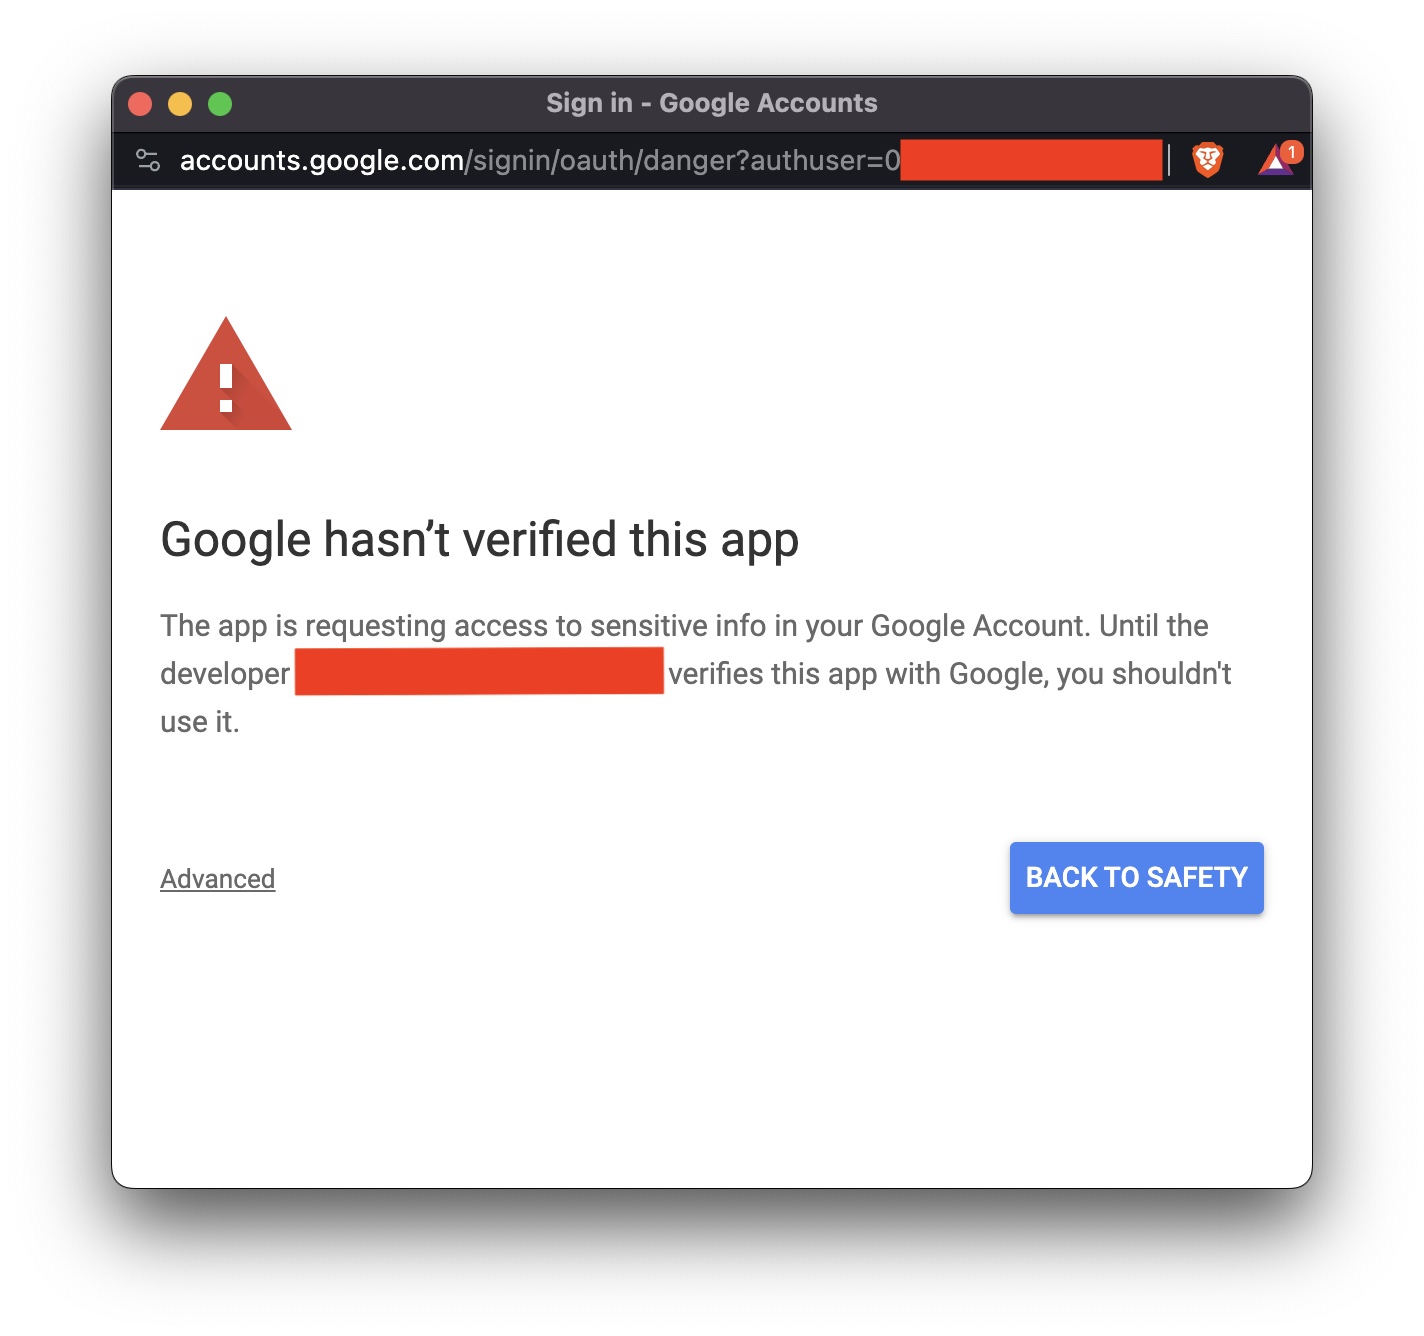 Sign in - Google Accounts
accounts.google.com/signin/oauth/danger?authuser=0
1
Google hasn’t verified this app
The app is requesting access to sensitive info in your Google Account. Until the
developer verifies this app with Google, you shouldn't
use it.
Advanced
BACK TO SAFETY